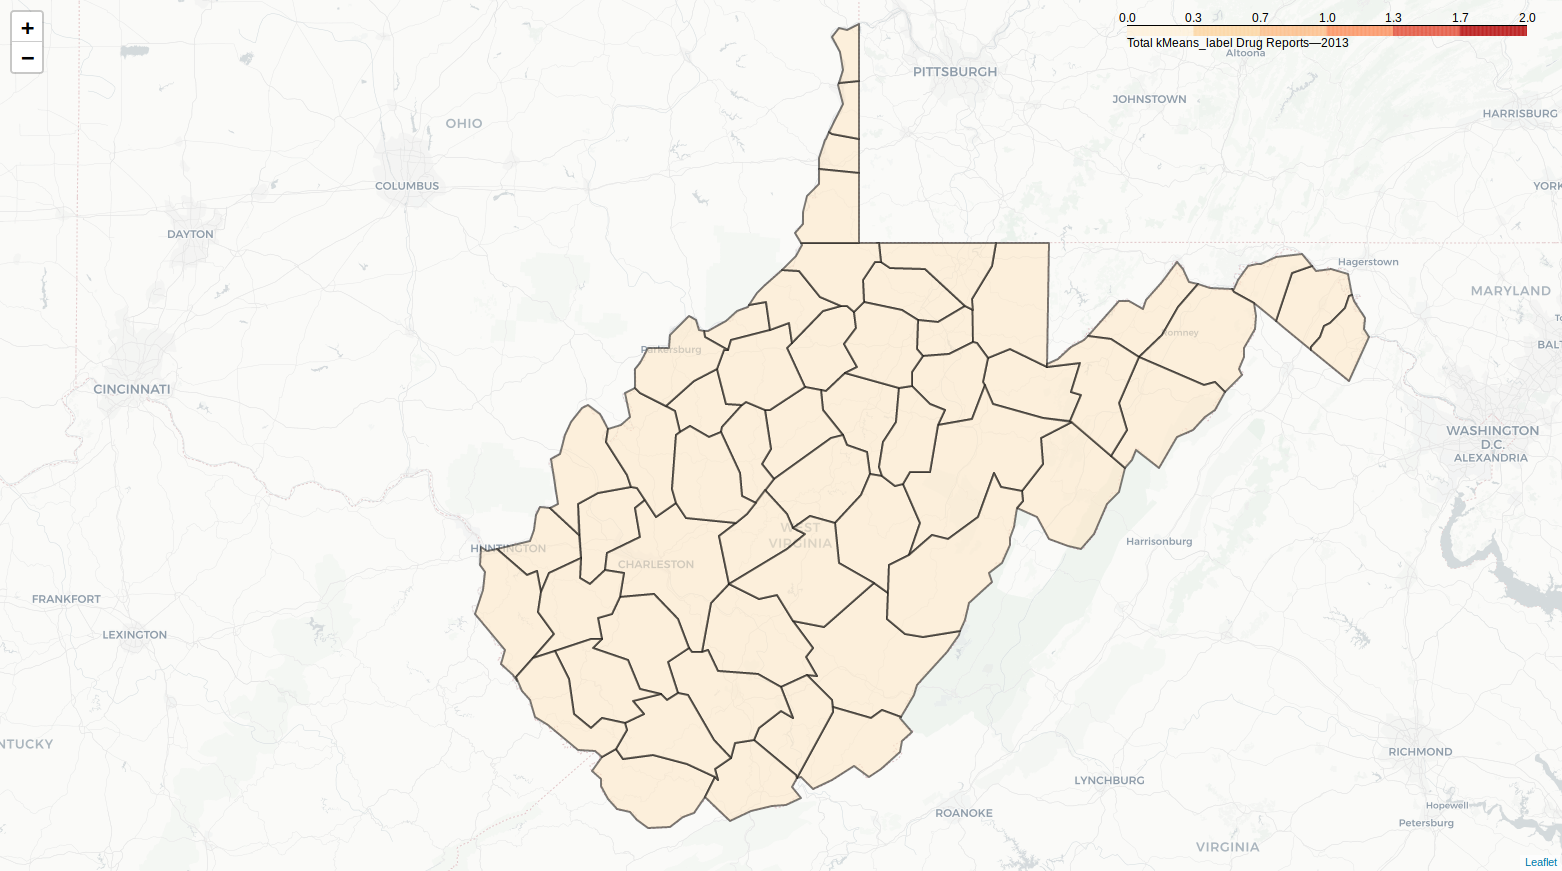 +
−
0.0 0.3 0.7 1.0 1.3 1.7 2.0
Total kMeans_label Drug Reports—2013
Altoona
PITTSBURGH
JOHNSTOWN
HARRISBURG
OHIO
COLUMBUS
YORK
DAYTON
Hagerstown
MARYLAND
Romney
To
BALT
Parkersburg
CINCINNATI
WASHINGTON
D.C.
ALEXANDRIA
WEST
VIRGINIA
Harrisonburg
HUNTINGTON
CHARLESTON
FRANKFORT
LEXINGTON
NTUCKY
RICHMOND
LYNCHBURG
Hopewell
ROANOKE
Petersburg
VIRGINIA
Leaflet